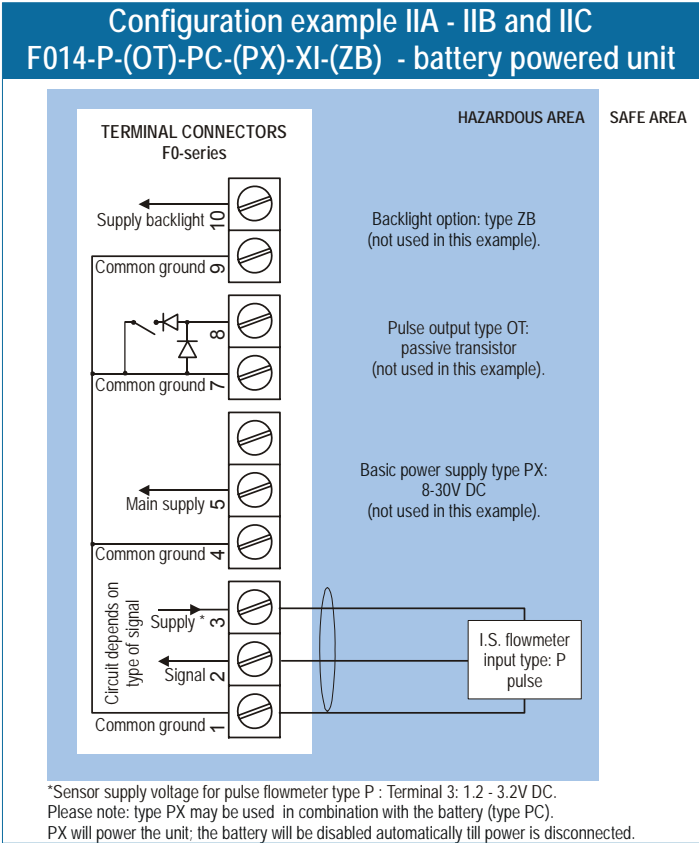 Configuration example IIA - IIB and IIC
F014-P-(OT)-PC-(PX)-XI-(ZB) - battery powered unit
HAZARDOUS AREA
SAFE AREA
TERMINAL CONNECTORS
F0-series
Supply backlight
10
Backlight option: type ZB
(not used in this example).
Common ground
9
8
Pulse output type OT:
passive transistor
(not used in this example).
Common ground
7
Basic power supply type PX:
8-30V DC
(not used in this example).
Main supply
5
Common ground
4
Circuit depends on
type of signal
Supply *
3
Signal
2
I.S. flowmeter
input type: P
pulse
Common ground
1
*Sensor supply voltage for pulse flowmeter type P : Terminal 3: 1.2 - 3.2V DC.
Please note: type PX may be used in combination with the battery (type PC).
PX will power the unit; the battery will be disabled automatically till power is disconnected.